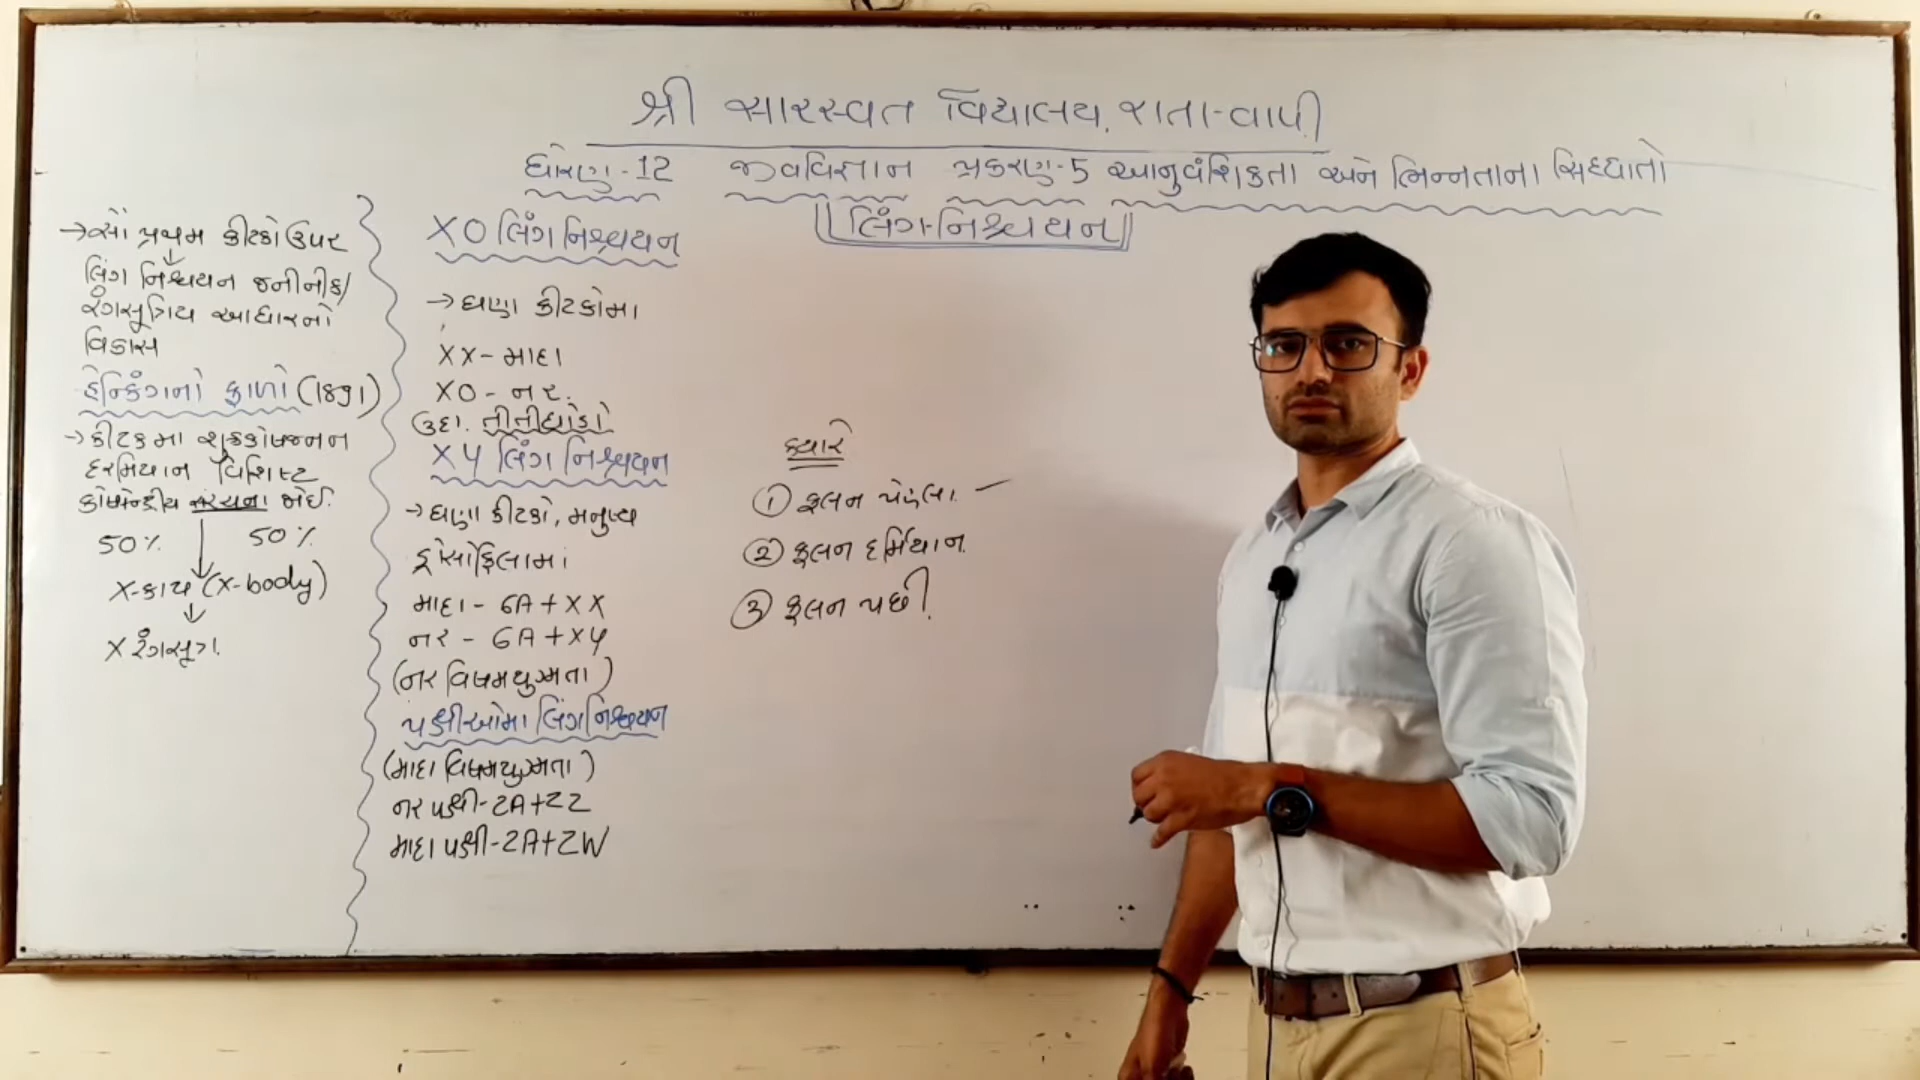 શ્રી સારસ્વત વિદ્યાલય, રાતા-વાપી
ધોરણ-12 જીવવિજ્ઞાન પ્રકરણ-5 આનુવંશિકતા અને ભિન્નતાના સિદ્ધાતો
લિંગ-નિશ્ચયન
→ સૌ પ્રથમ કીટકો ઉપર
↓
લિંગ નિશ્ચયન જનીનીક/
રંગસૂત્રિય આધારનો
વિકાસ
હેન્કિંગનો ફાળો (1891)
→ કીટકમા શુક્રકોષજનન
દરમિયાન વિશિષ્ટ
કોષકેન્દ્રીય સંરચના જોઈ.
50% ↓ 50%
X-કાય (X-body)
↓
X રંગસૂત્ર.
XO લિંગ નિશ્ચયન
→ ઘણા કીટકોમા
XX - માદા
XO - નર.
ઉદા. તીતીઘોડો
XY લિંગ નિશ્ચયન
→ ઘણા કીટકો, મનુષ્ય
ડ્રોસોફિલામાં
માદા - 6A + XX
નર - 6A + XY
(નર વિષમયુગ્મતા)
પક્ષીઓમા લિંગ નિશ્ચયન
(માદા વિષમયુગ્મતા)
નર પક્ષી - 2A + ZZ
માદા પક્ષી - 2A + ZW
ક્યારે
① ફલન પેહલા. –
② ફલન દર્મિયાન.
③ ફલન પછી.